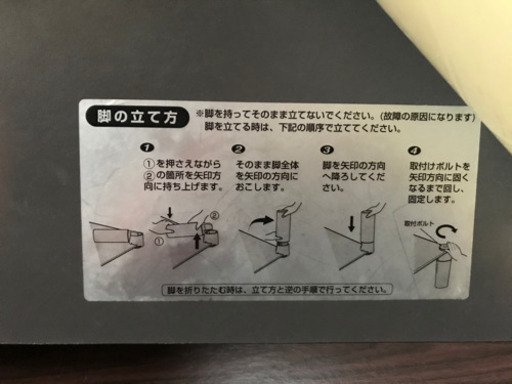 脚の立て方
※脚を持ってそのまま立てないでください。(故障の原因になります)
脚を立てる時は、下記の順序で立ててください。
1
①を押さえながら
②の箇所を矢印方
向に持ち上げます。
2
そのまま脚全体
を矢印の方向に
おこします。
3
脚を矢印の方向
へ降ろしてくだ
さい。
4
取付けボルトを
矢印方向に固く
なるまで回し、
固定します。
①
②
取付ボルト
脚を折りたたむ時は、立て方と逆の手順で行ってください。